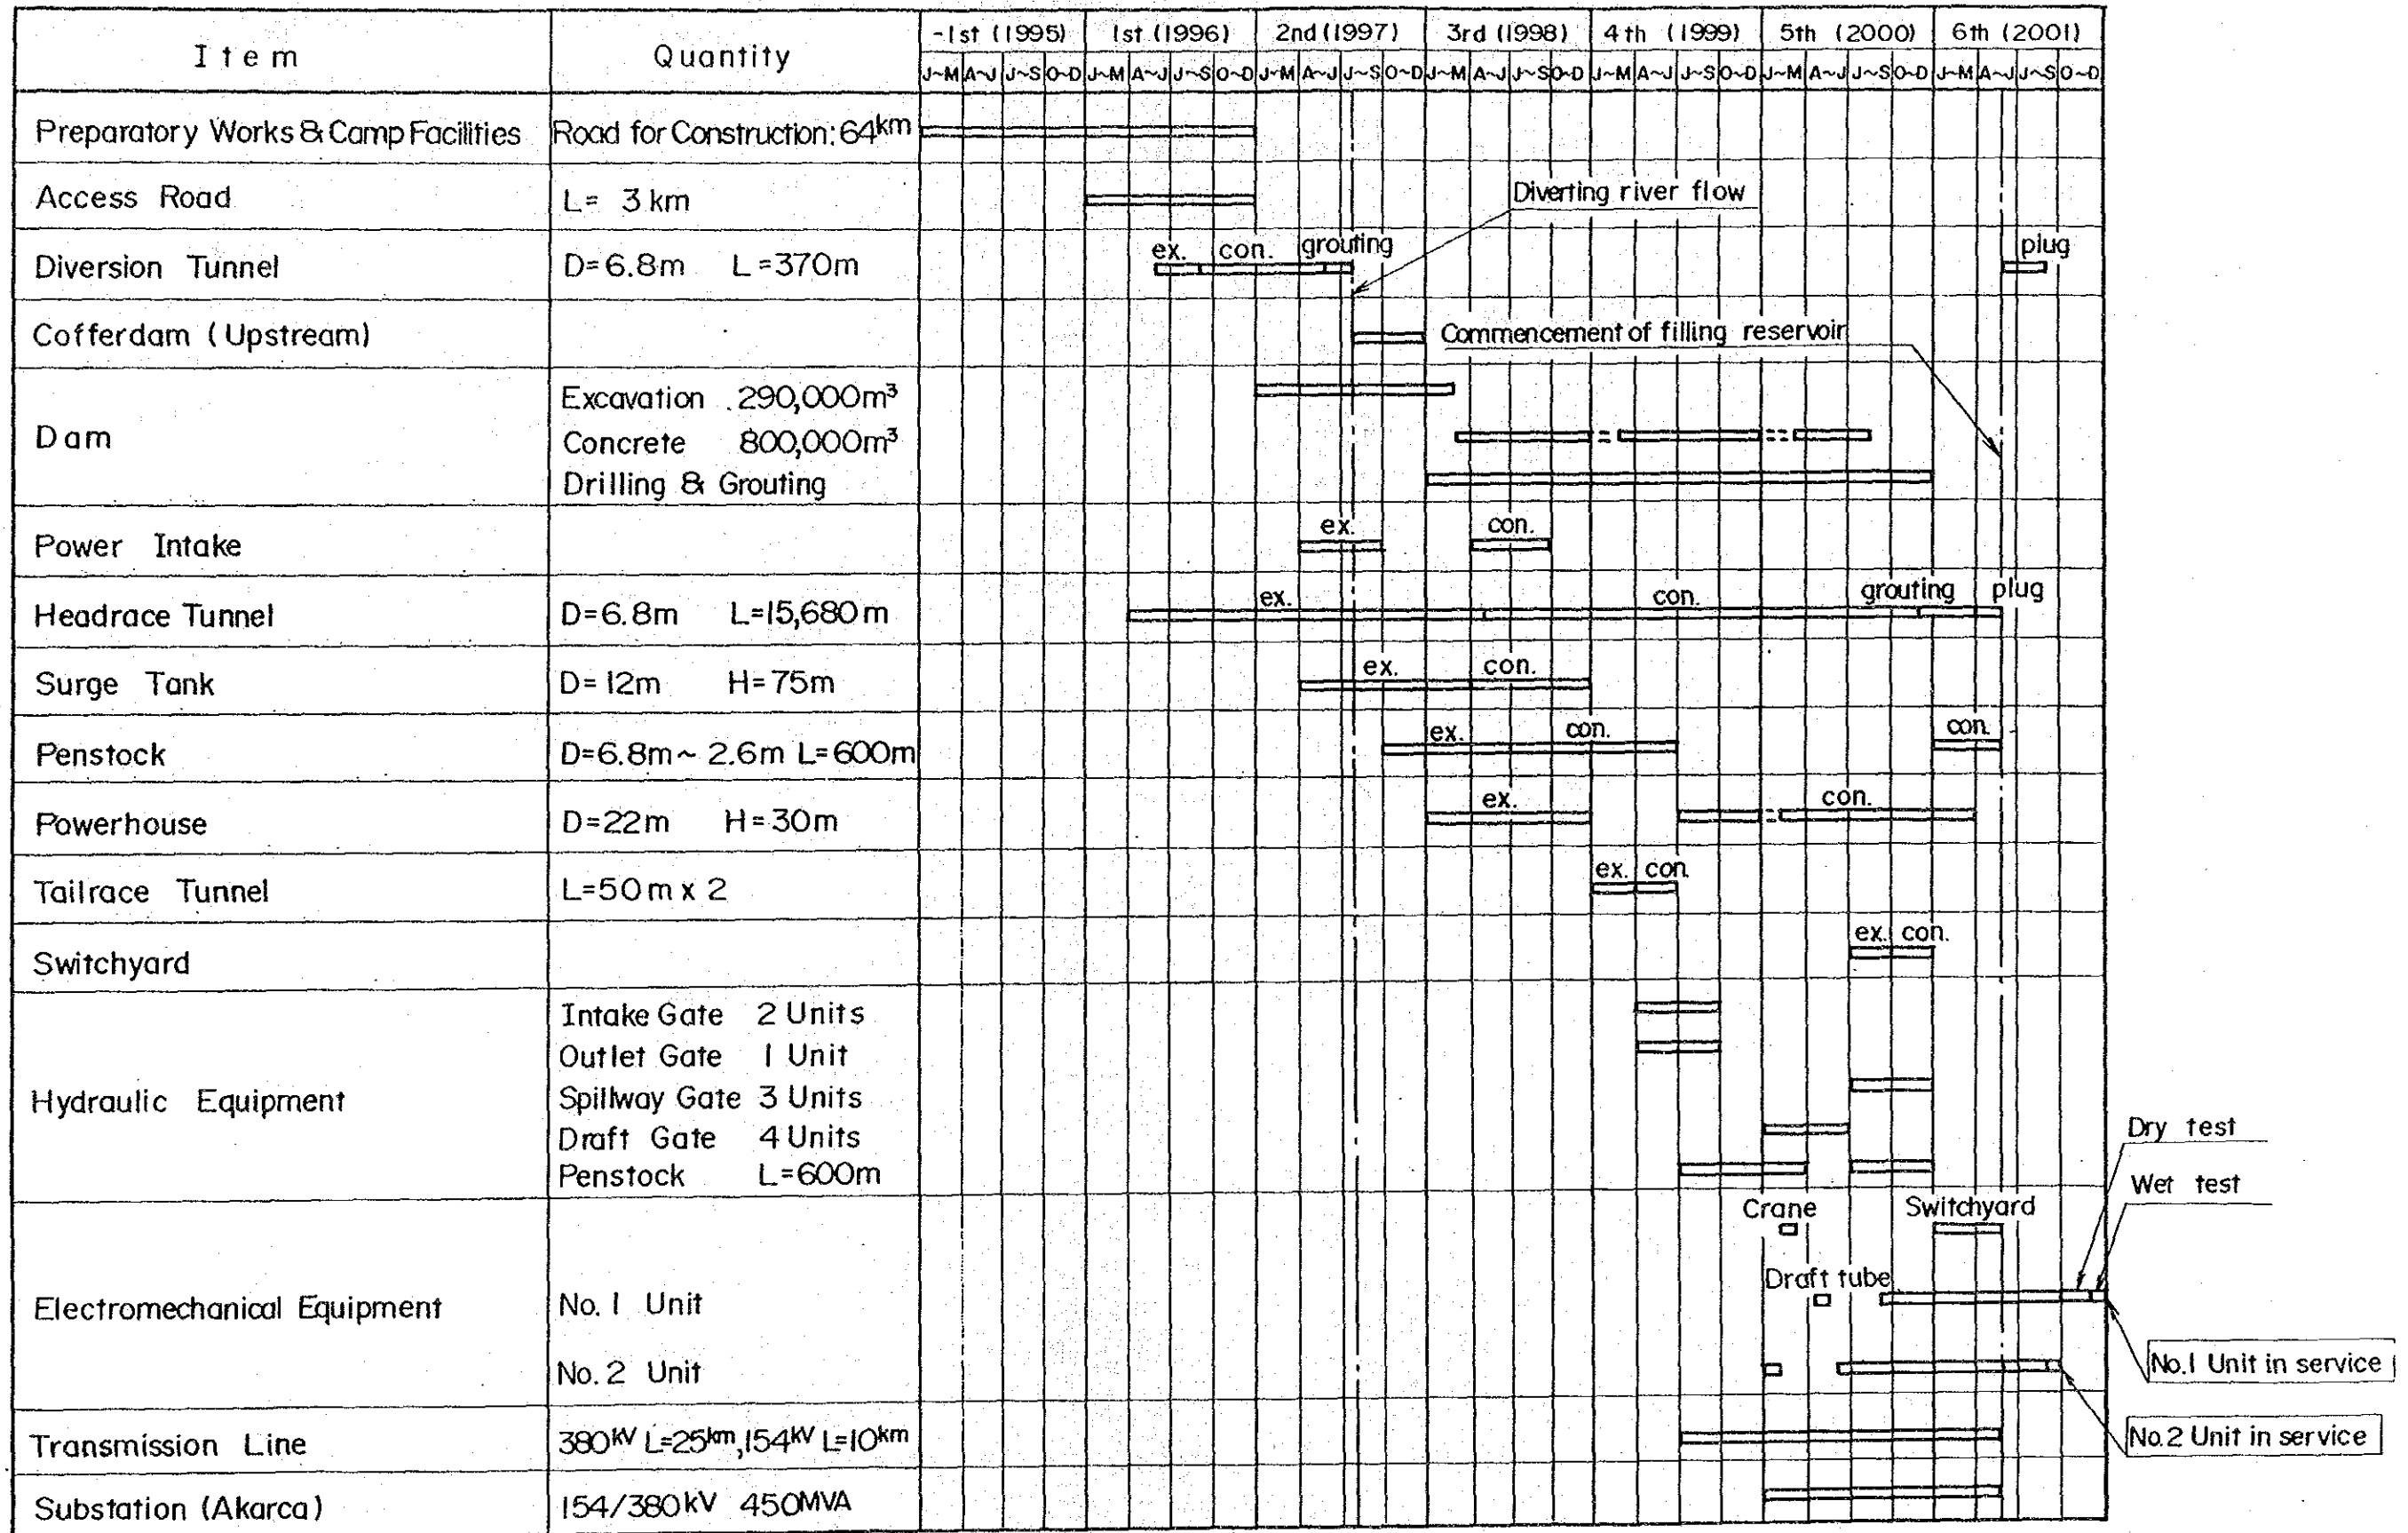 Item Quantity -1st (1995) 1st (1996) 2nd (1997) 3rd (1998) 4th (1999) 5th (2000) 6th (2001)
J~M A~J J~S O~D J~M A~J J~S O~D J~M A~J J~S O~D J~M A~J J~S O~D J~M A~J J~S O~D J~M A~J J~S O~D J~M A~J J~S O~D
Preparatory Works & Camp Facilities Road for Construction: 64km
Access Road L= 3 km
Diverting river flow
Diversion Tunnel D=6.8m L=370m ex. con. grouting plug
Cofferdam (Upstream) Commencement of filling reservoir
Dam
Excavation 290,000m³
Concrete 800,000m³
Drilling & Grouting
Power Intake ex. con.
Headrace Tunnel D=6.8m L=15,680m ex. con. grouting plug
Surge Tank D=12m H=75m ex. con.
Penstock D=6.8m~2.6m L=600m ex. con. con.
Powerhouse D=22m H=30m ex. con.
Tailrace Tunnel L=50m x 2 ex. con.
Switchyard ex. con.
Hydraulic Equipment
Intake Gate 2 Units
Outlet Gate 1 Unit
Spillway Gate 3 Units
Draft Gate 4 Units
Penstock L=600m
Dry test
Wet test
Crane Switchyard
Draft tube
Electromechanical Equipment No.1 Unit
No.2 Unit
No.1 Unit in service
No.2 Unit in service
Transmission Line 380kV L=25km, 154kV L=10km
Substation (Akarca) 154/380kV 450MVA